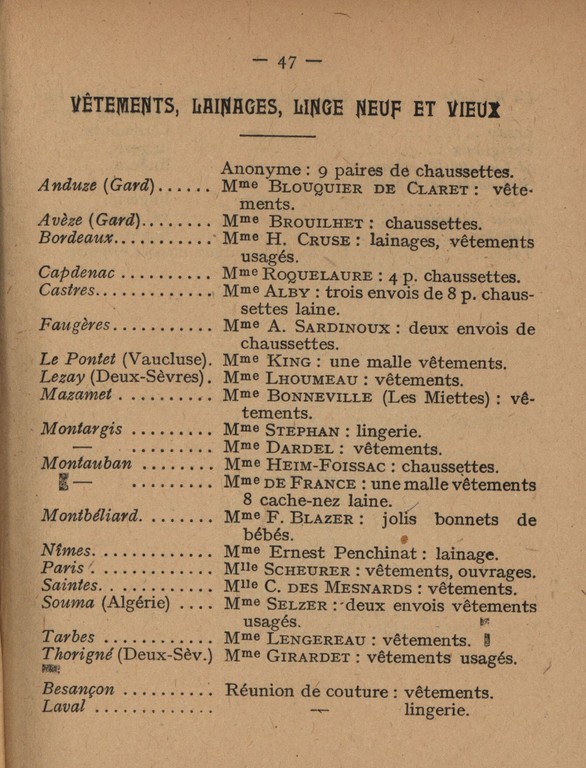 — 47 —
VÊTEMENTS, LAINAGES, LINGE NEUF ET VIEUX
Anonyme : 9 paires de chaussettes.
Anduze (Gard)...... Mme BLOUQUIER DE CLARET : vête-
ments.
Avèze (Gard)........ Mme BROUILHET : chaussettes.
Bordeaux........... Mme H. CRUSE : lainages, vêtements
usagés.
Capdenac .......... Mme ROQUELAURE : 4 p. chaussettes.
Castres............. Mme ALBY : trois envois de 8 p. chaus-
settes laine.
Faugères........... Mme A. SARDINOUX : deux envois de
chaussettes.
Le Pontet (Vaucluse). Mme KING : une malle vêtements.
Lezay (Deux-Sèvres). Mme LHOUMEAU : vêtements.
Mazamet .......... Mme BONNEVILLE (Les Miettes) : vê-
tements.
Montargis ......... Mme STEPHAN : lingerie.
— ........ Mme DARDEL : vêtements.
Montauban ........ Mme HEIM-FOISSAC : chaussettes.
— ......... Mme DE FRANCE : une malle vêtements
8 cache-nez laine.
Montbéliard........ Mme F. BLAZER : jolis bonnets de
bébés.
Nîmes............. Mme Ernest Penchinat : lainage.
Paris ............. Mlle SCHEURER : vêtements, ouvrages.
Saintes............ Mlle C. DES MESNARDS : vêtements.
Souma (Algérie) .... Mme SELZER : deux envois vêtements
usagés.
Tarbes ............ Mme LENGEREAU : vêtements.
Thorigné (Deux-Sèv.) Mme GIRARDET : vêtements usagés.
Besançon .......... Réunion de couture : vêtements.
Laval ............. — lingerie.